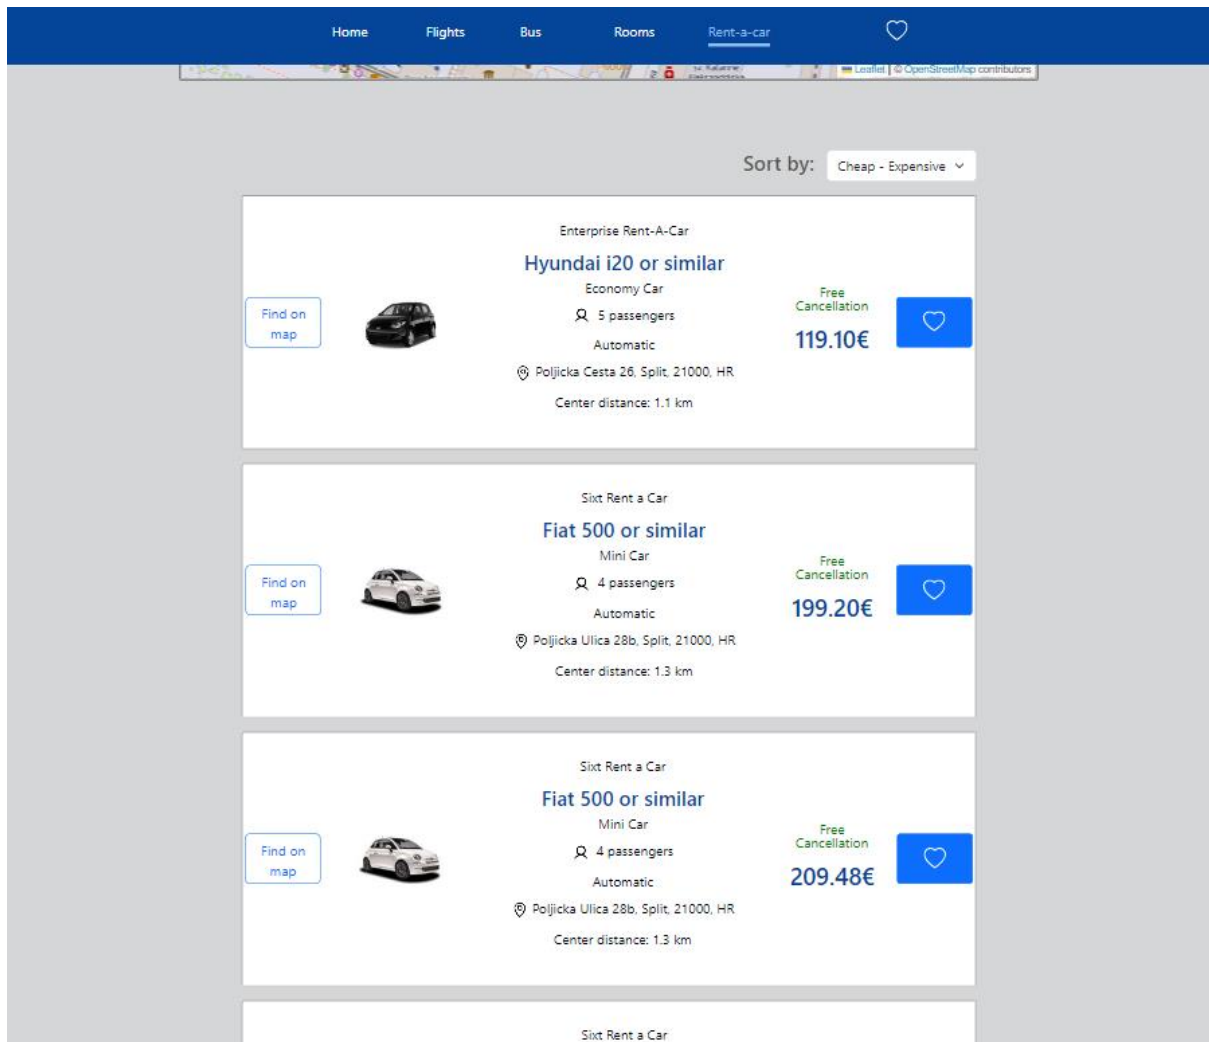 Home Flights Bus Rooms Rent-a-car
Leaflet | © OpenStreetMap contributors
Sort by: Cheap - Expensive
Enterprise Rent-A-Car
Hyundai i20 or similar
Economy Car
Free
Cancellation
Find on
map
5 passengers
119.10€
Automatic
Poljicka Cesta 26, Split, 21000, HR
Center distance: 1.1 km
Sixt Rent a Car
Fiat 500 or similar
Mini Car
Free
Cancellation
Find on
map
4 passengers
199.20€
Automatic
Poljicka Ulica 28b, Split, 21000, HR
Center distance: 1.3 km
Sixt Rent a Car
Fiat 500 or similar
Mini Car
Free
Cancellation
Find on
map
4 passengers
209.48€
Automatic
Poljicka Ulica 28b, Split, 21000, HR
Center distance: 1.3 km
Sixt Rent a Car